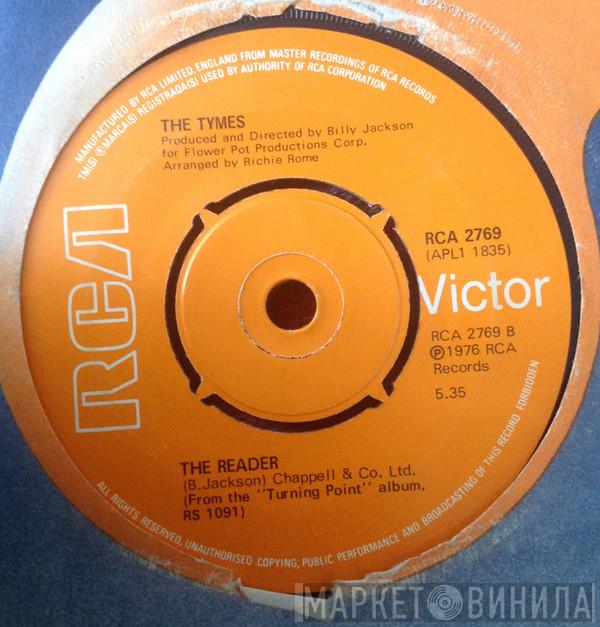 MANUFACTURED BY RCA LIMITED, ENGLAND FROM MASTER RECORDINGS OF RCA RECORDS
TM(S) ® MARCA(S) REGISTRADA(S) USED BY AUTHORITY OF RCA CORPORATION
THE TYMES
Produced and Directed by Billy Jackson
for Flower Pot Productions Corp.
Arranged by Richie Rome
RCA
RCA 2769
(APL1 1835)
Victor
RCA 2769 B
℗1976 RCA
Records
5.35
THE READER
(B.Jackson) Chappell & Co. Ltd.
(From the "Turning Point" album,
RS 1091)
ALL RIGHTS RESERVED, UNAUTHORISED COPYING, PUBLIC PERFORMANCE AND BROADCASTING OF THIS RECORD FORBIDDEN
МАРКЕТ ВИНИЛА